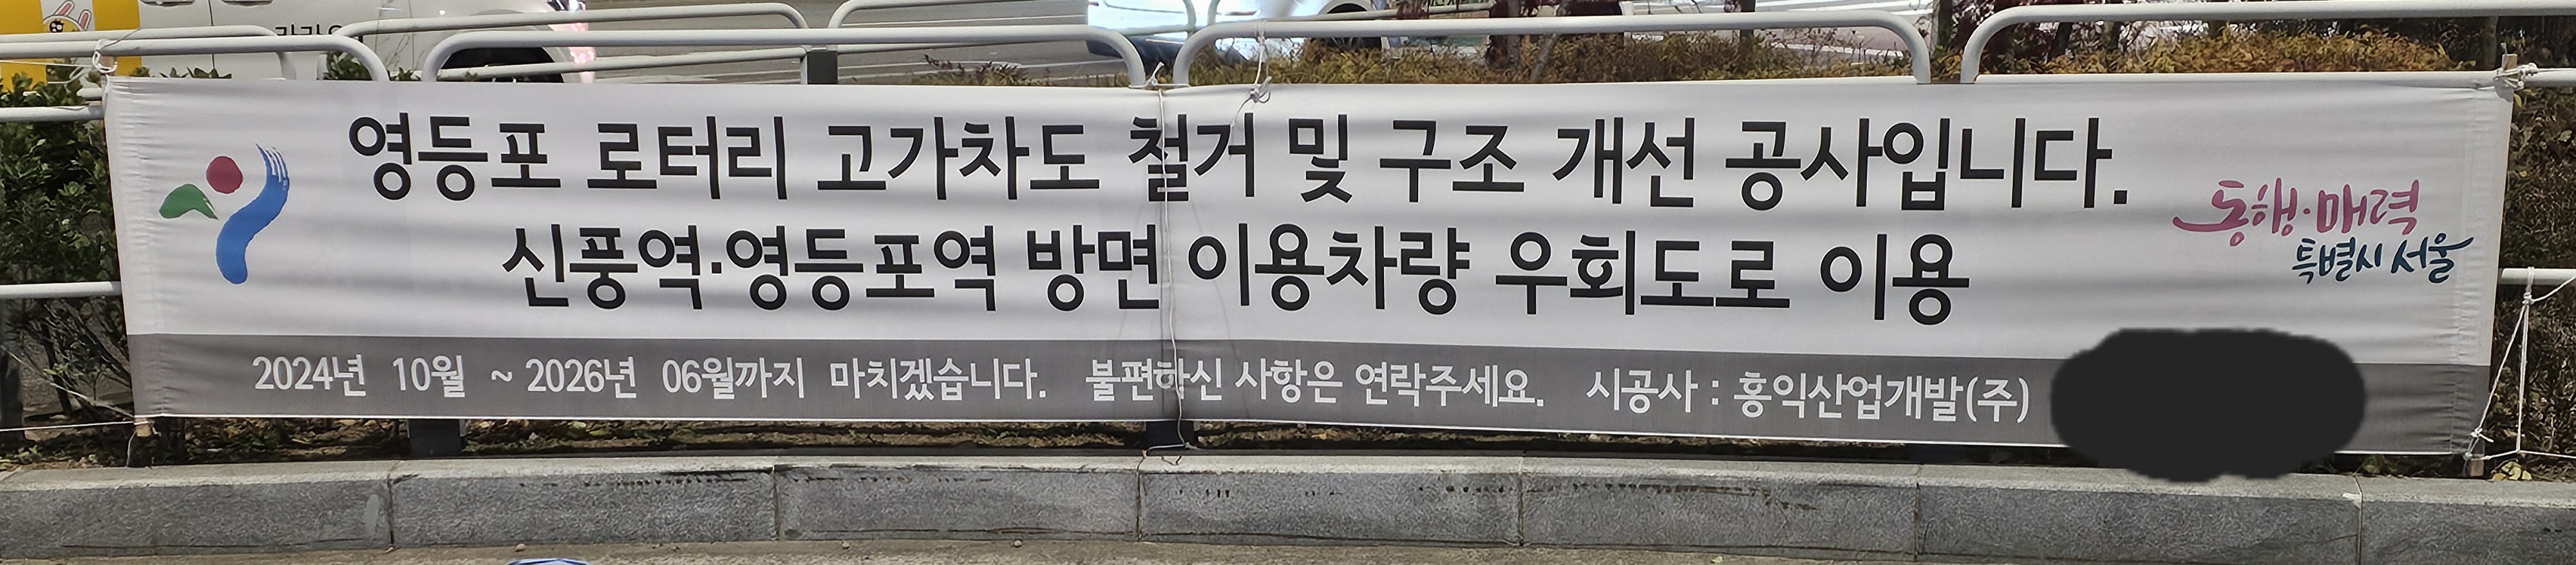 영등포 로터리 고가차도 철거 및 구조 개선 공사입니다.
신풍역·영등포역 방면 이용차량 우회도로 이용
동행·매력
특별시 서울
2024년 10월 ~ 2026년 06월까지 마치겠습니다. 불편하신 사항은 연락주세요. 시공사 : 홍익산업개발(주)